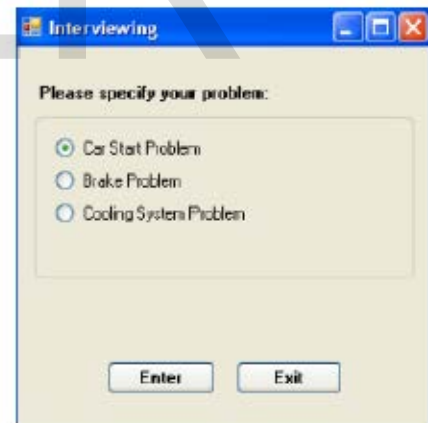 Interviewing
Please specify your problem:
Car Start Problem
Brake Problem
Cooling System Problem
Enter Exit